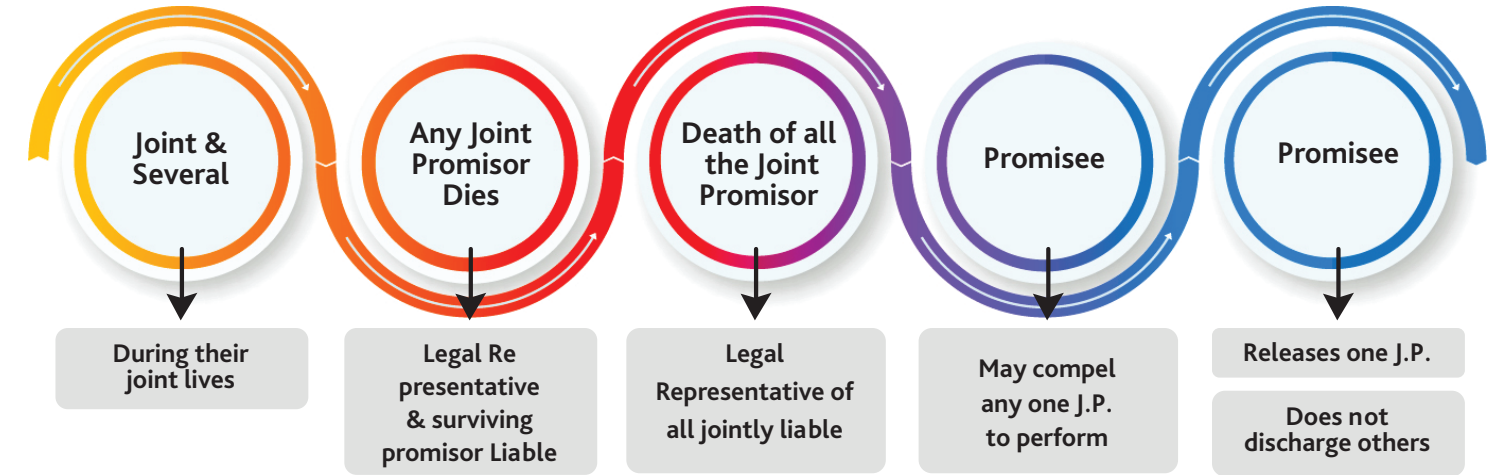 Joint &
Several
During their
joint lives
Any Joint
Promisor
Dies
Legal Re
presentative
& surviving
promisor Liable
Death of all
the Joint
Promisor
Legal
Representative of
all jointly liable
Promisee
May compel
any one J.P.
to perform
Promisee
Releases one J.P.
Does not
discharge others